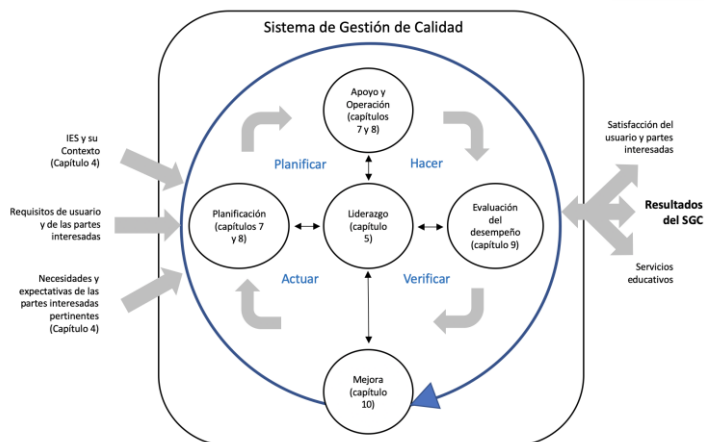 Sistema de Gestión de Calidad
Apoyo y
Operación
(capítulos
7 y 8)
IES y su
Contexto
(Capítulo 4)
Planificar
Hacer
Satisfacción del
usuario y partes
interesadas
Requisitos de usuario
y de las partes
interesadas
Planificación
(capítulos 7
y 8)
Liderazgo
(capítulo
5)
Evaluación
del
desempeño
(capítulo 9)
Resultados
del SGC
Necesidades y
expectativas de las
partes interesadas
pertinentes
(Capítulo 4)
Actuar
Verificar
Servicios
educativos
Mejora
(capítulo
10)